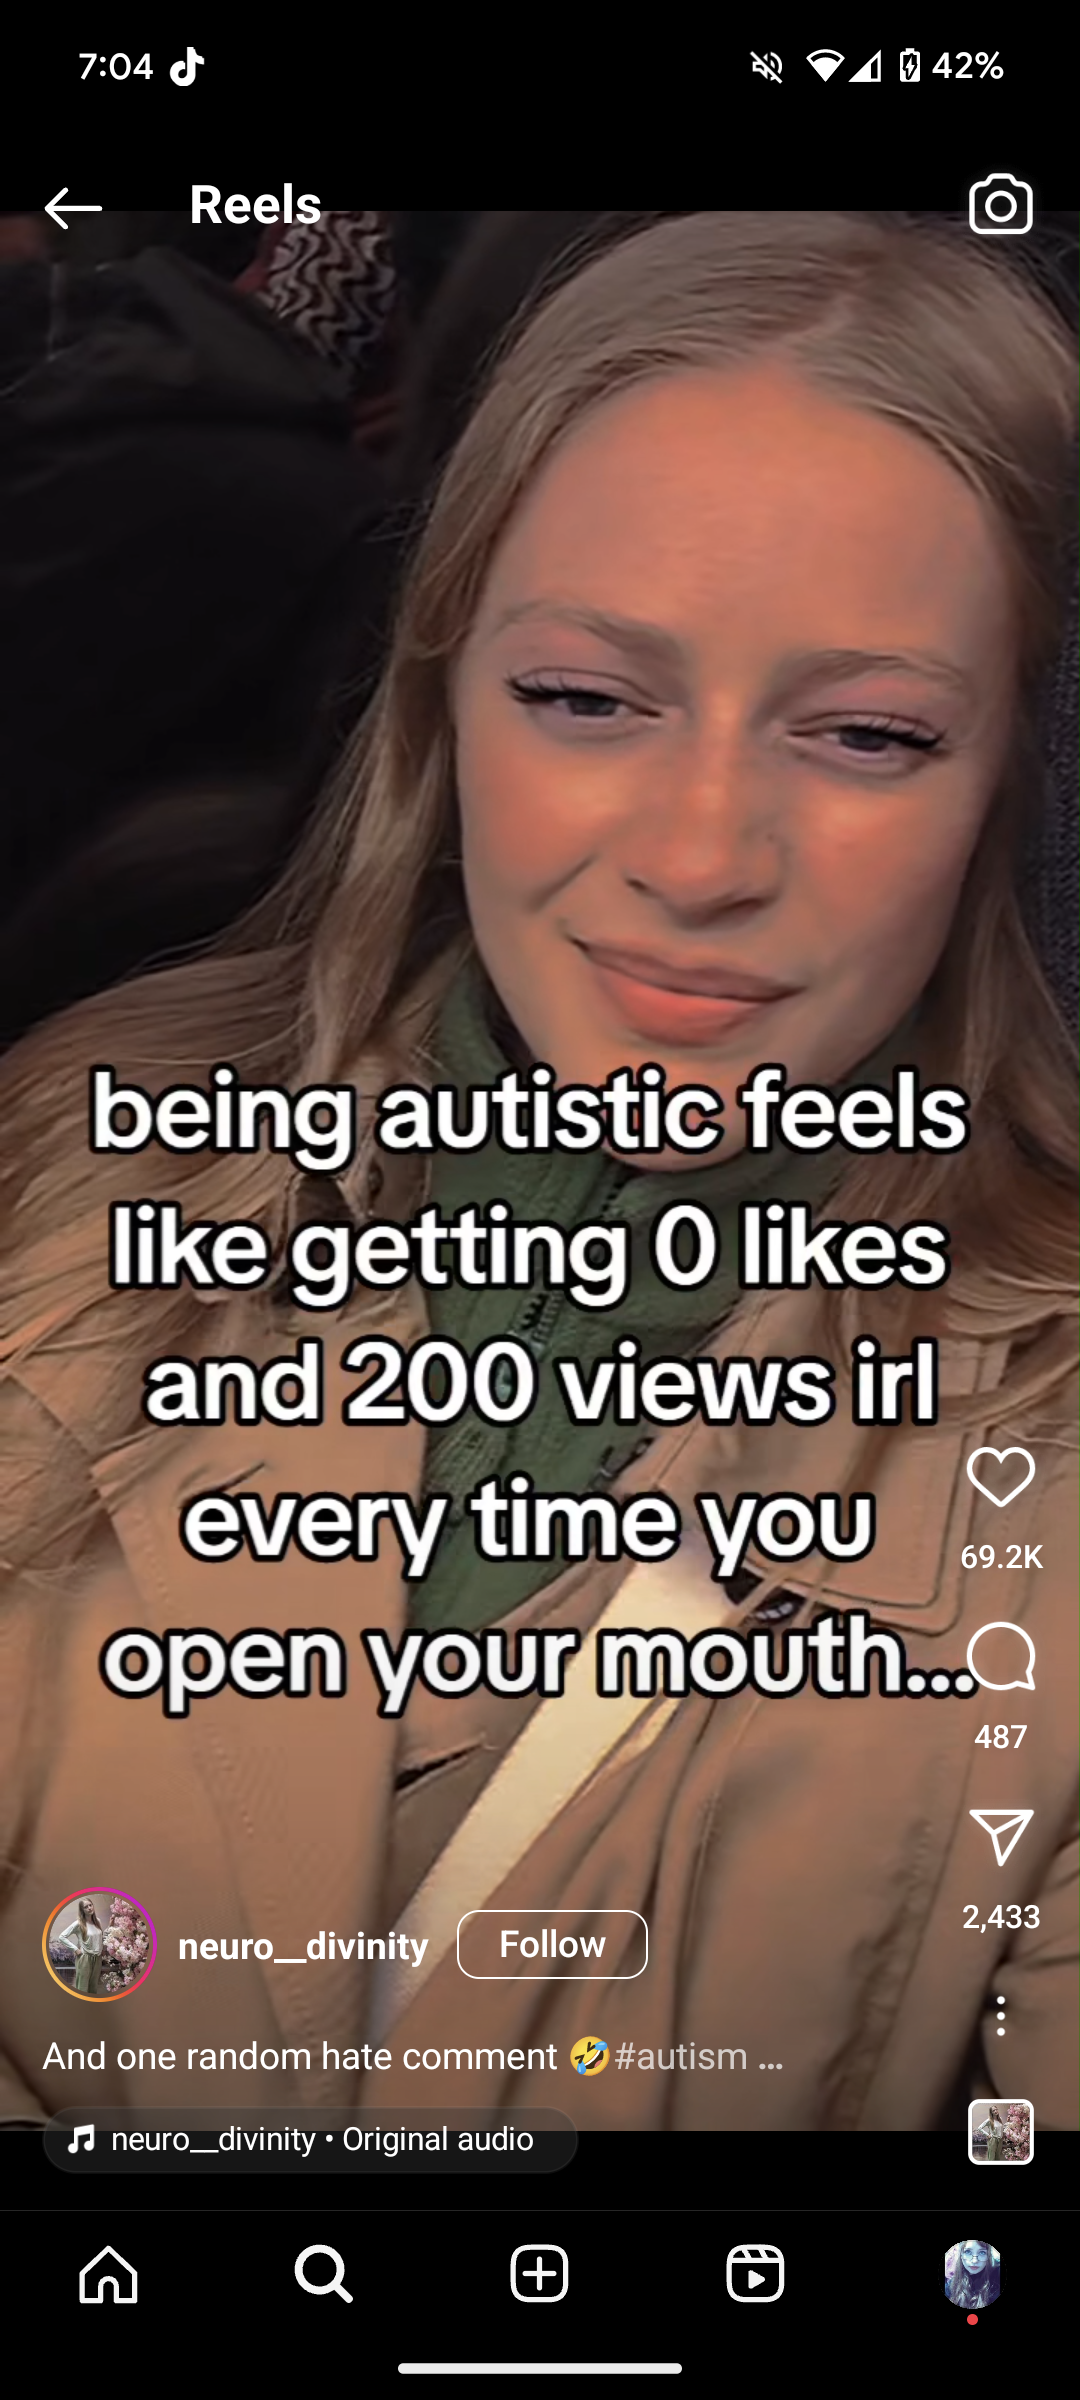 7:04 42%
Reels
being autistic feels
like getting 0 likes
and 200 views irl
every time you
open your mouth...
69.2K
487
2,433
neuro__divinity Follow
And one random hate comment 🤣#autism ...
neuro__divinity • Original audio